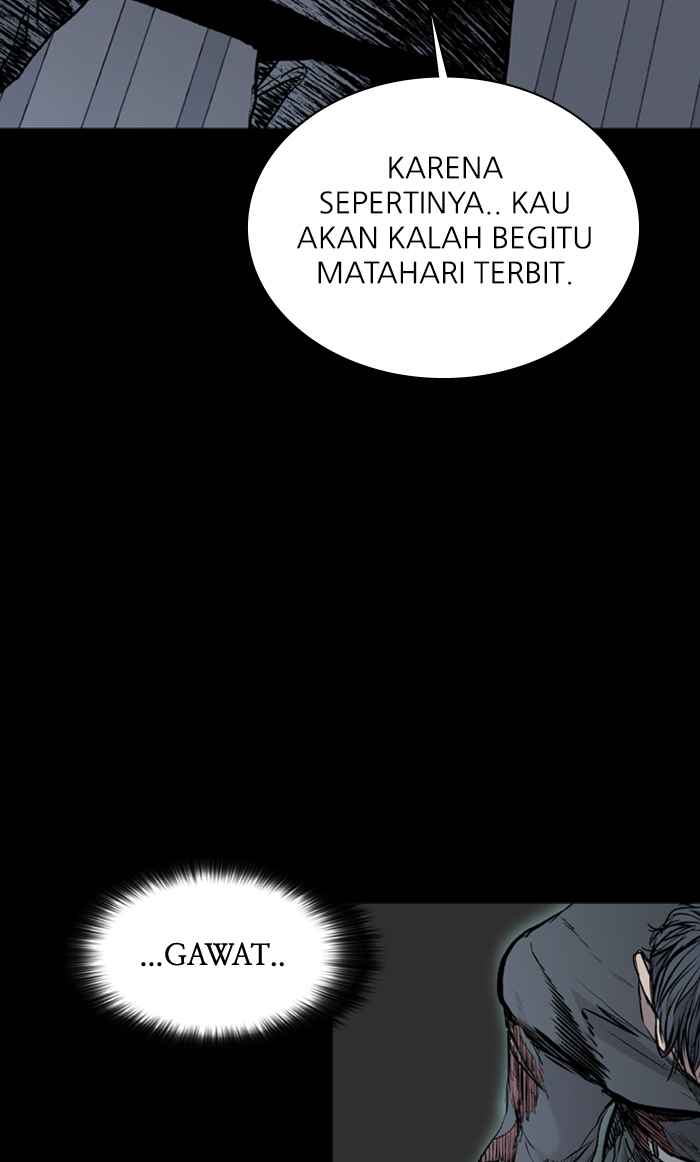 KARENA
SEPERTINYA.. KAU
AKAN KALAH BEGITU
MATAHARI TERBIT.
...GAWAT..